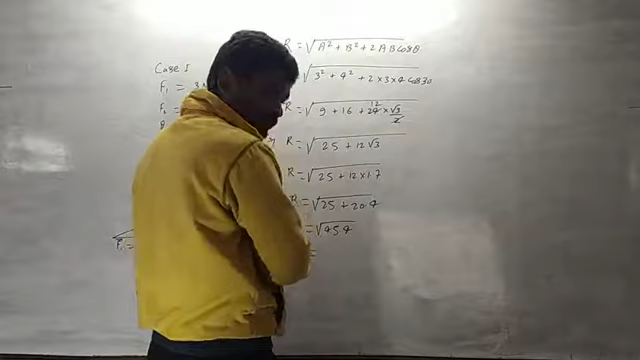 R = √A² + B² + 2AB Cosθ
Case I
√3² + 4² + 2×3×4 Cos30
F₁ = 3
R = √9 + 16 + 24 12 × √3/2
R = √25 + 12√3
R = √25 + 12×1.7
R = √25 + 20.4
= √45.4
=